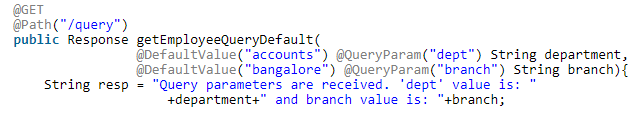 @GET
@Path("/query")
public Response getEmployeeQueryDefault(
@DefaultValue("accounts") @QueryParam("dept") String department,
@DefaultValue("bangalore") @QueryParam("branch") String branch){
String resp = "Query parameters are received. 'dept' value is: "
+department+" and branch value is: "+branch;